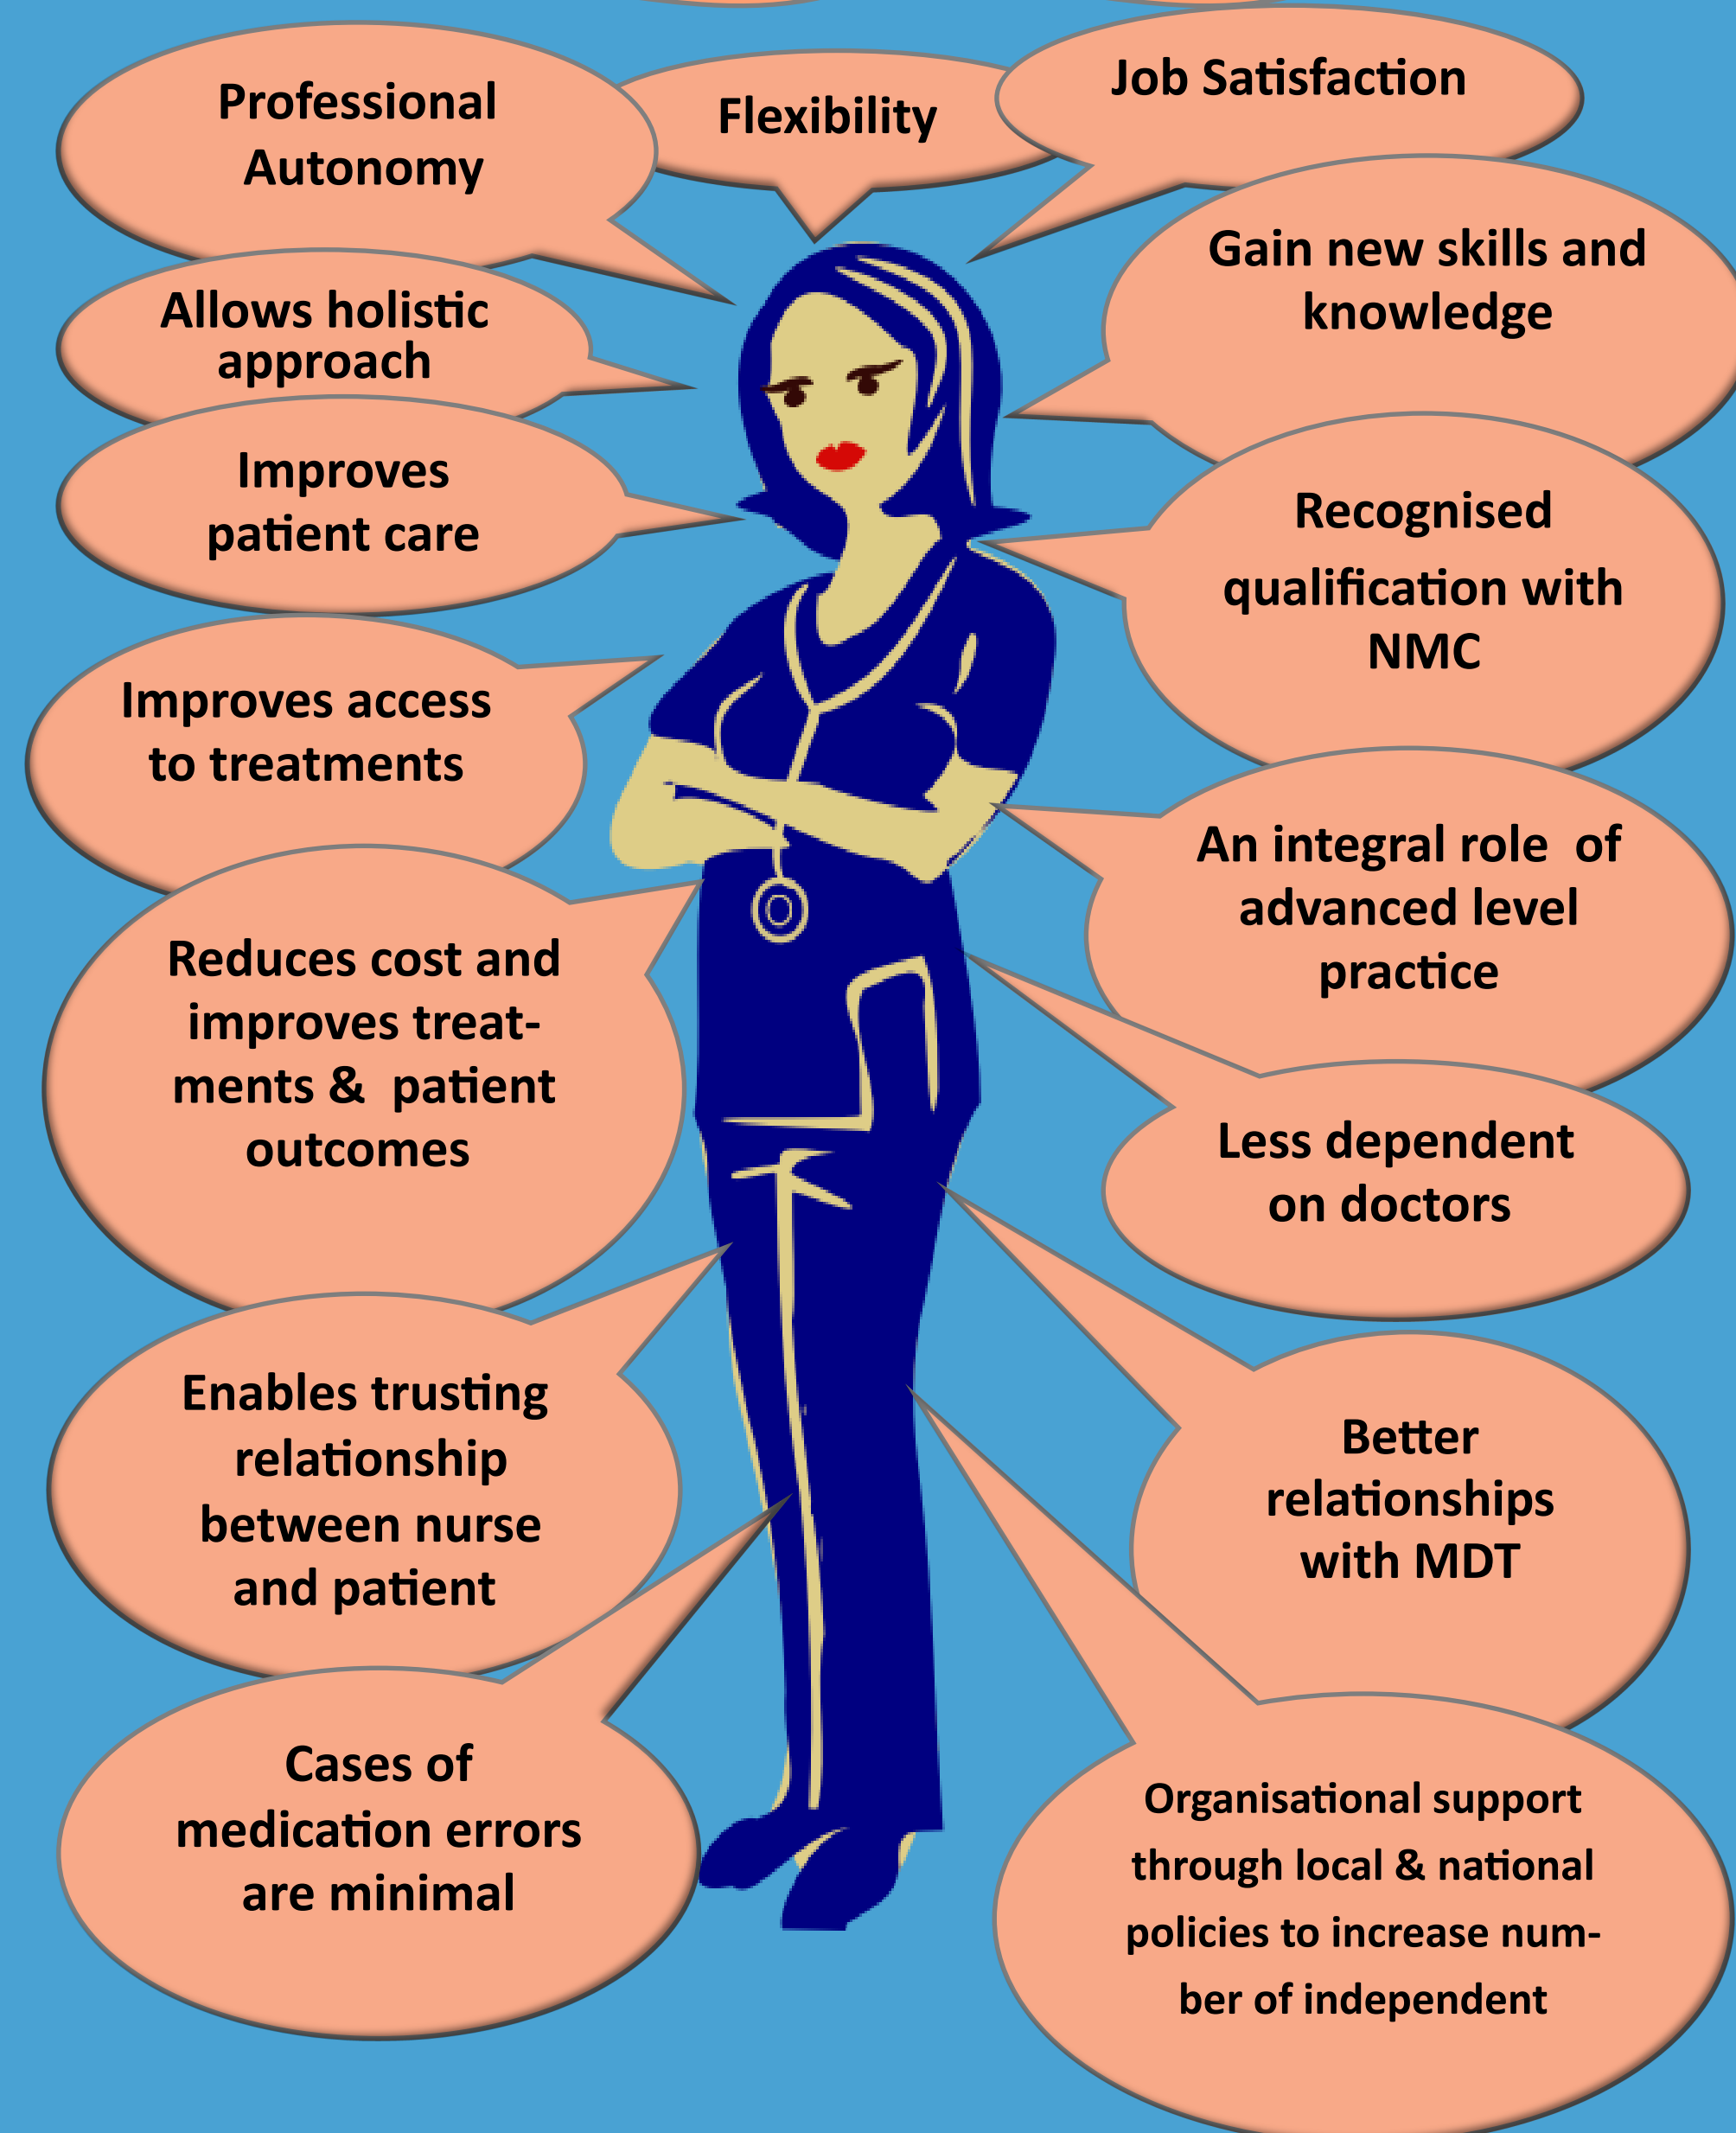 Professional
Autonomy
Flexibility
Job Satisfaction
Allows holistic
approach
Gain new skills and
knowledge
Improves
patient care
Recognised
qualification with
NMC
Improves access
to treatments
An integral role  of
advanced level
practice
Reduces cost and
improves treat-
ments &  patient
outcomes
Less dependent
on doctors
Enables trusting
relationship
between nurse
and patient
Better
relationships
with MDT
Cases of
medication errors
are minimal
Organisational support
through local & national
policies to increase num-
ber of independent